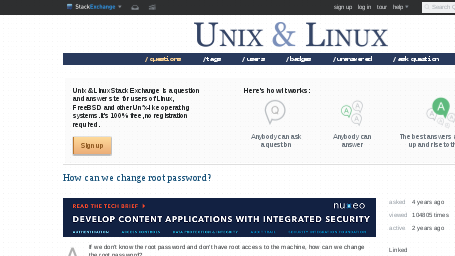 StackExchange
sign up log in tour help
Search
UNIX & LINUX
/ questions / tags / users / badges / unanswered / ask question
Unix & Linux Stack Exchange is a question
and answer site for users of Linux,
FreeBSD and other Un*x-like operating
systems. It's 100% free, no registration
required.
Sign up
Here's how it works:
Anybody can ask
a question
Anybody can
answer
The best answers a
up and rise to th
How can we change root password?
READ THE TECH BRIEF
nuxeo
DEVELOP CONTENT APPLICATIONS WITH INTEGRATED SECURITY
AUTHENTICATION
asked 4 years ago
viewed 104805 times
active 2 years ago
If we don't know the root password and don't have root access to the machine, how can we change
the root password?
Linked